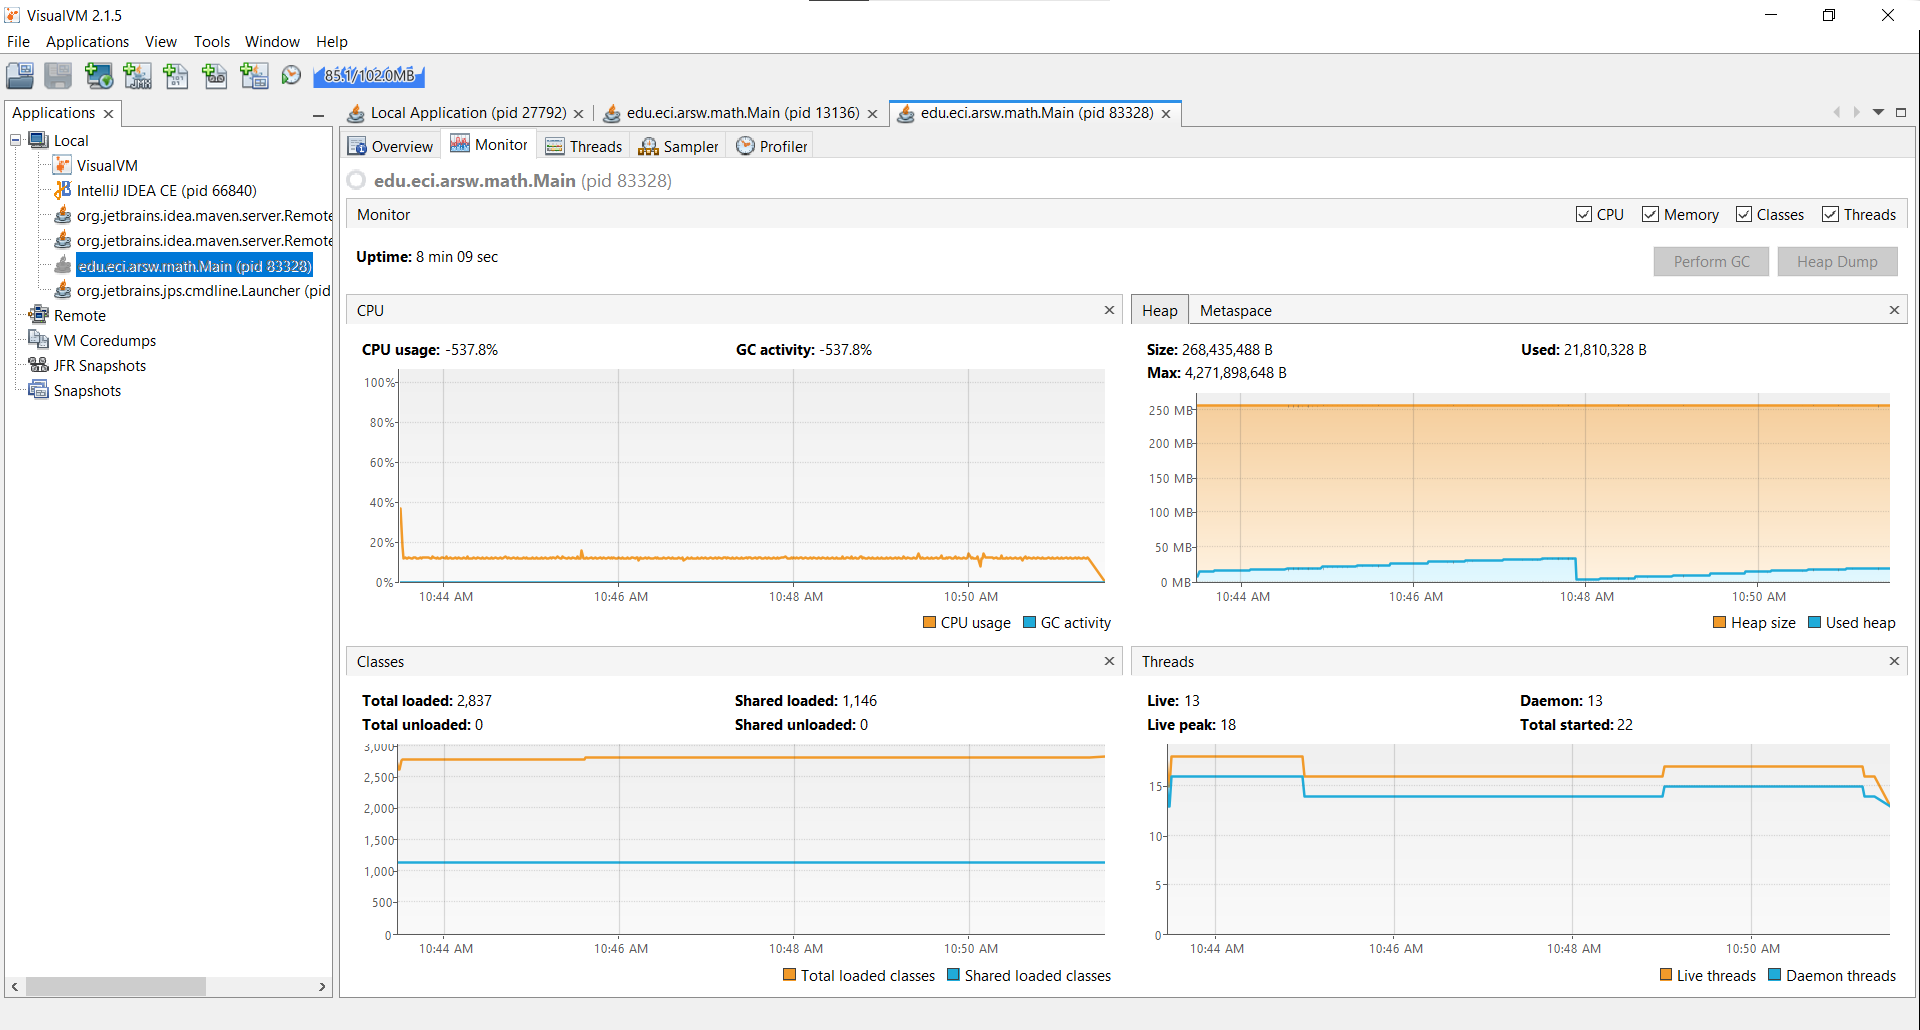 VisualVM 2.1.5
File Applications View Tools Window Help
85.1/102.0MB
Applications
Local
VisualVM
IntelliJ IDEA CE (pid 66840)
org.jetbrains.idea.maven.server.Remote
org.jetbrains.idea.maven.server.Remote
edu.eci.arsw.math.Main (pid 83328)
org.jetbrains.jps.cmdline.Launcher (pid
Remote
VM Coredumps
JFR Snapshots
Snapshots
Local Application (pid 27792) edu.eci.arsw.math.Main (pid 13136) edu.eci.arsw.math.Main (pid 83328)
Overview Monitor Threads Sampler Profiler
edu.eci.arsw.math.Main (pid 83328)
Monitor CPU Memory Classes Threads
Uptime: 8 min 09 sec Perform GC Heap Dump
CPU
CPU usage: -537.8% GC activity: -537.8%
100%
80%
60%
40%
20%
0%
10:44 AM 10:46 AM 10:48 AM 10:50 AM
CPU usage GC activity
Heap Metaspace
Size: 268,435,488 B Used: 21,810,328 B
Max: 4,271,898,648 B
250 MB
200 MB
150 MB
100 MB
50 MB
0 MB
10:44 AM 10:46 AM 10:48 AM 10:50 AM
Heap size Used heap
Classes
Total loaded: 2,837 Shared loaded: 1,146
Total unloaded: 0 Shared unloaded: 0
3,000
2,500
2,000
1,500
1,000
500
0
10:44 AM 10:46 AM 10:48 AM 10:50 AM
Total loaded classes Shared loaded classes
Threads
Live: 13 Daemon: 13
Live peak: 18 Total started: 22
15
10
5
0
10:44 AM 10:46 AM 10:48 AM 10:50 AM
Live threads Daemon threads